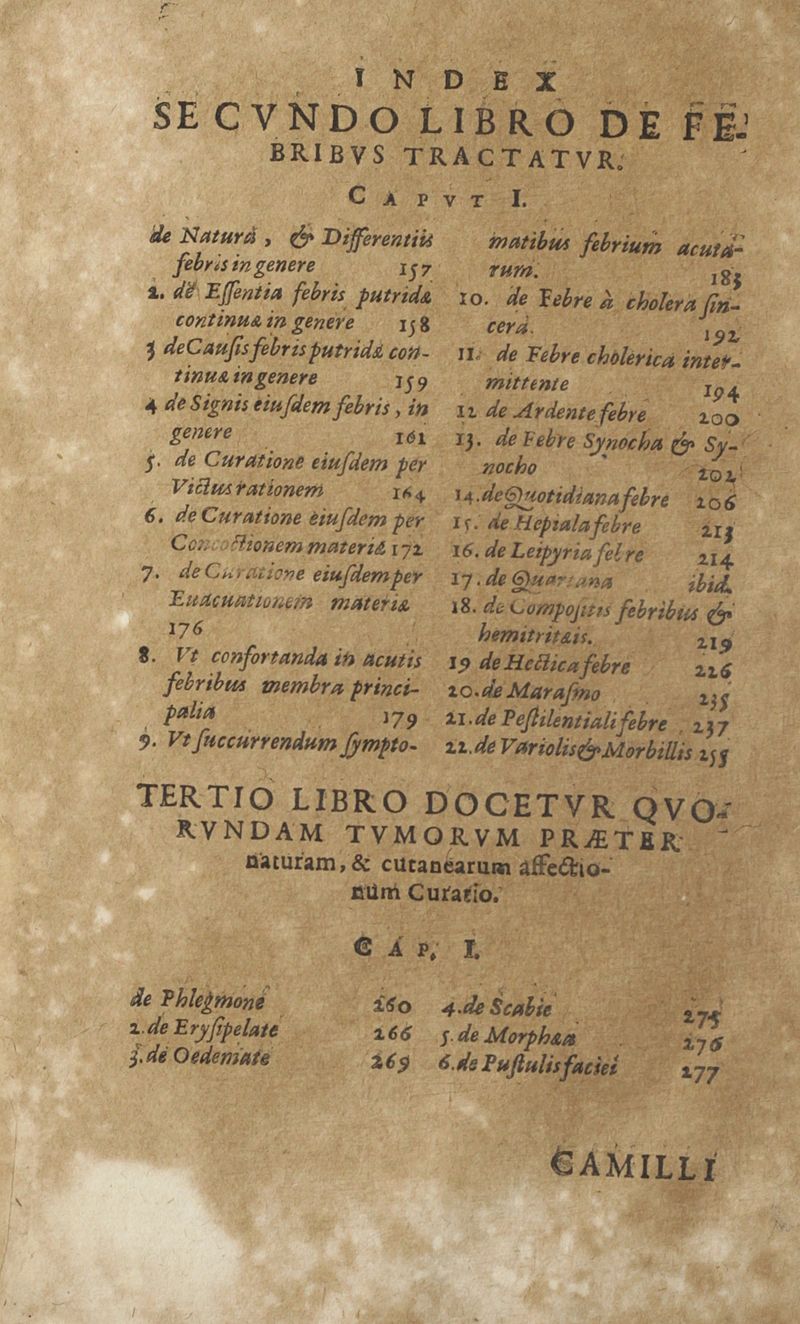 INDEX
SECVNDO LIBRO DE FE-
BRIBVS TRACTATVR.
CAPVT I.
de Naturâ, & Differentiis
febris in genere 157
2. de Eſſentia febris putridæ
continuæ in genere 158
3 de Cauſis febris putridæ con-
tinuæ in genere 159
4 de Signis eiuſdem febris, in
genere 161
5. de Curatione eiuſdem per
Victus rationem 164
6. de Curatione eiuſdem per
Concoctionem materiæ 172
7. de Curatione eiuſdem per
Euacuationem materiæ
176
8. Vt confortanda in acutis
febribus membra princi-
palia 179
9. Vt ſuccurrendum ſympto-
matibus febrium acuta-
rum. 183
10. de Febre à cholera ſin-
cera. 192
11. de Febre cholerica inter-
mittente 194
12 de Ardente febre 200
13. de Febre Synocha & Sy-
nocho 202
14. de Quotidiana febre 206
15. de Hepiala febre 213
16. de Leipyria febre 214
17. de Quartana ibid.
18. de Compoſitis febribus &
hemitritæis. 219
19 de Hectica febre 226
20. de Maraſmo 235
21. de Peſtilentiali febre 237
22. de Variolis & Morbillis 255
TERTIO LIBRO DOCETVR QVO-
RVNDAM TVMORVM PRÆTER
naturam, & cutanearum affectio-
num Curatio.
CAP. I.
de Phlegmone 260
2. de Eryſipelate 266
3. de Oedemate 269
4. de Scabie 275
5. de Morphæa 276
6. de Puſtulis faciei 277
CAMILLI